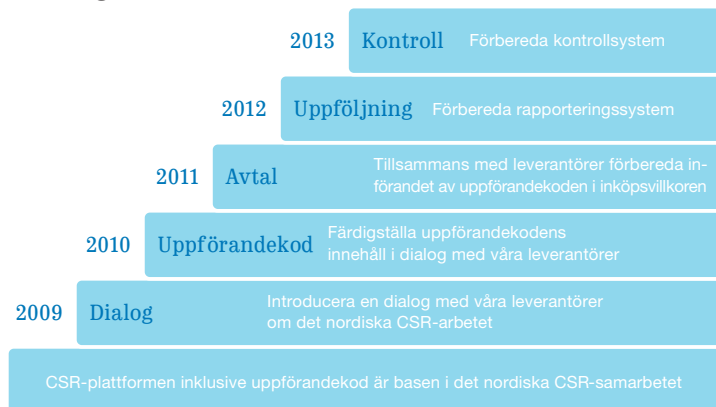 2013 Kontroll Förbereda kontrollsystem
2012 Uppföljning Förbereda rapporteringssystem
2011 Avtal Tillsammans med leverantörer förbereda in-
förandet av uppförandekoden i inköpsvillkoren
2010 Uppförandekod Färdigställa uppförandekodens
innehåll i dialog med våra leverantörer
2009 Dialog Introducera en dialog med våra leverantörer
om det nordiska CSR-arbetet
CSR-plattformen inklusive uppförandekod är basen i det nordiska CSR-samarbetet